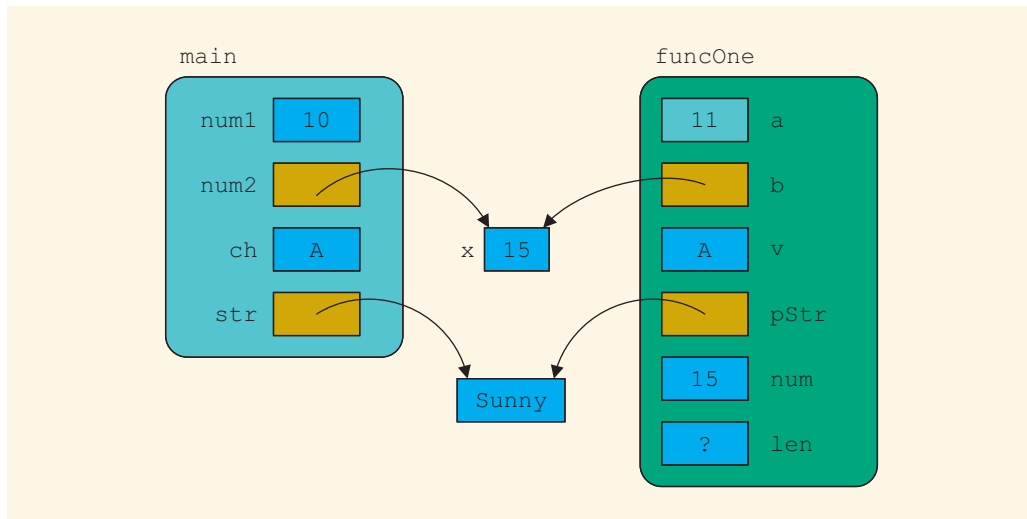 main
funcOne
num1 10
11 a
num2
b
ch A
x 15
A v
str
pStr
Sunny
15 num
? len